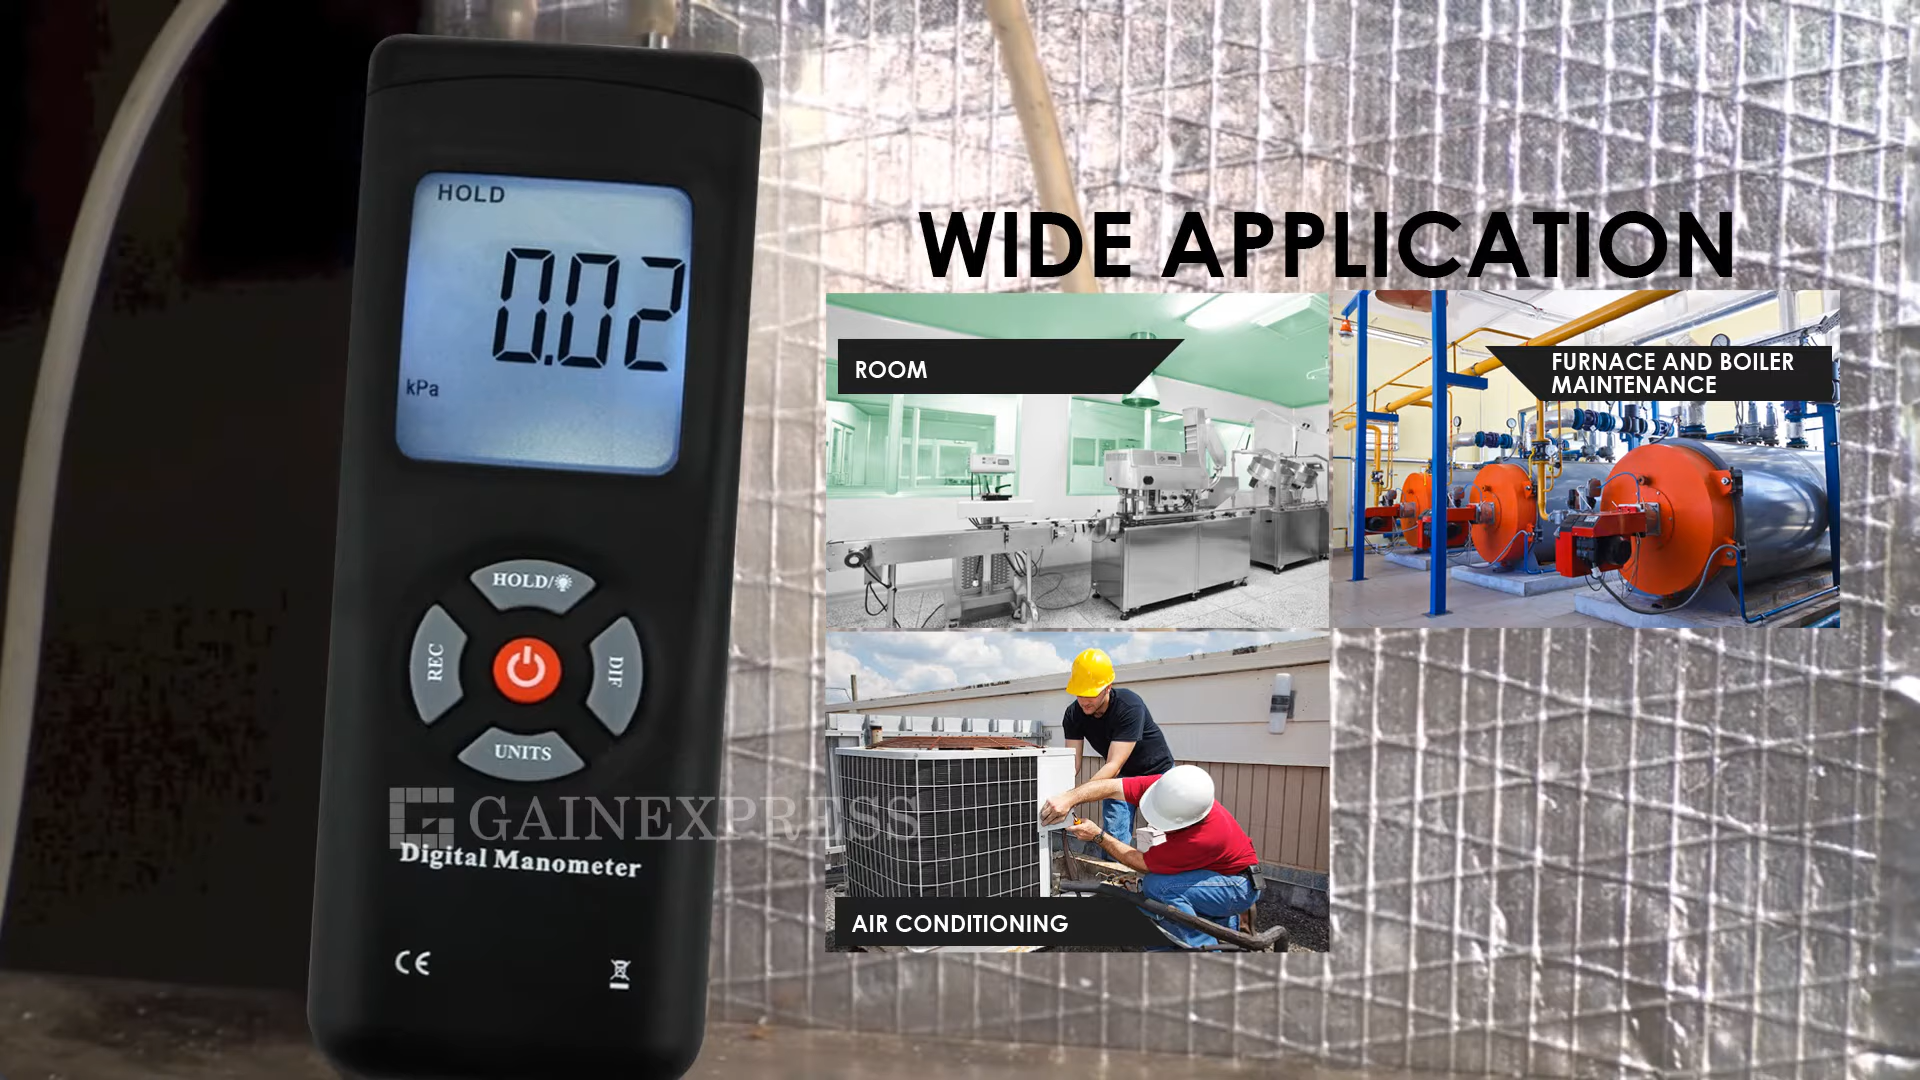 HOLD
0.02
kPa
HOLD/
REC
DIF
UNITS
GAINEXPRESS
Digital Manometer
CE
WIDE APPLICATION
ROOM
FURNACE AND BOILER
MAINTENANCE
AIR CONDITIONING